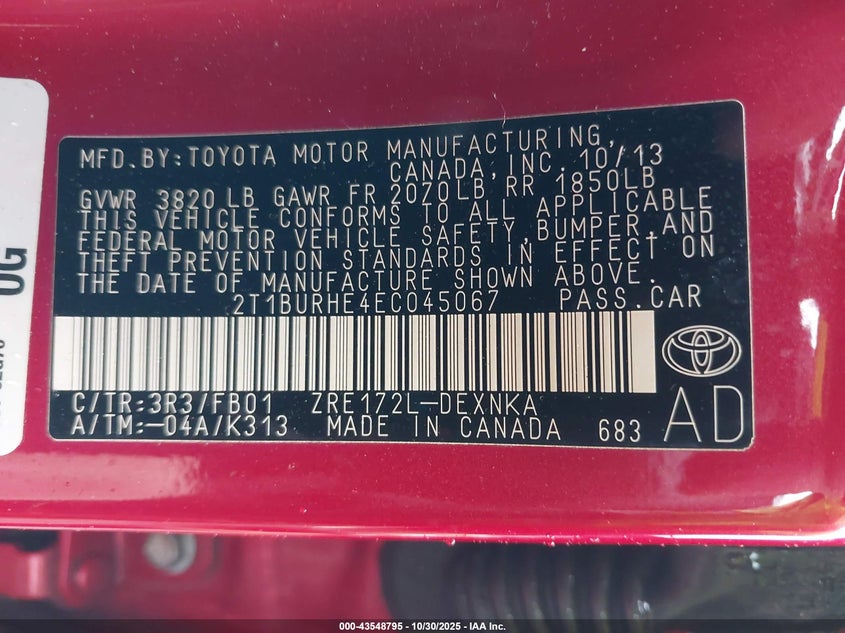 MFD.BY:TOYOTA MOTOR MANUFACTURING,
CANADA,INC. 10/13
GVWR 3820 LB GAWR FR 2070LB RR 1850LB
THIS VEHICLE CONFORMS TO ALL APPLICABLE
FEDERAL MOTOR VEHICLE SAFETY,BUMPER,AND
THEFT PREVENTION STANDARDS IN EFFECT ON
THE DATE OF MANUFACTURE SHOWN ABOVE.
2T1BURHE4EC045067 PASS.CAR
C/TR:3R3/FB01 ZRE172L-DEXNKA
A/TM:-04A/K313 MADE IN CANADA 683
AD
OG
000-43548795 - 10/30/2025 - IAA Inc.